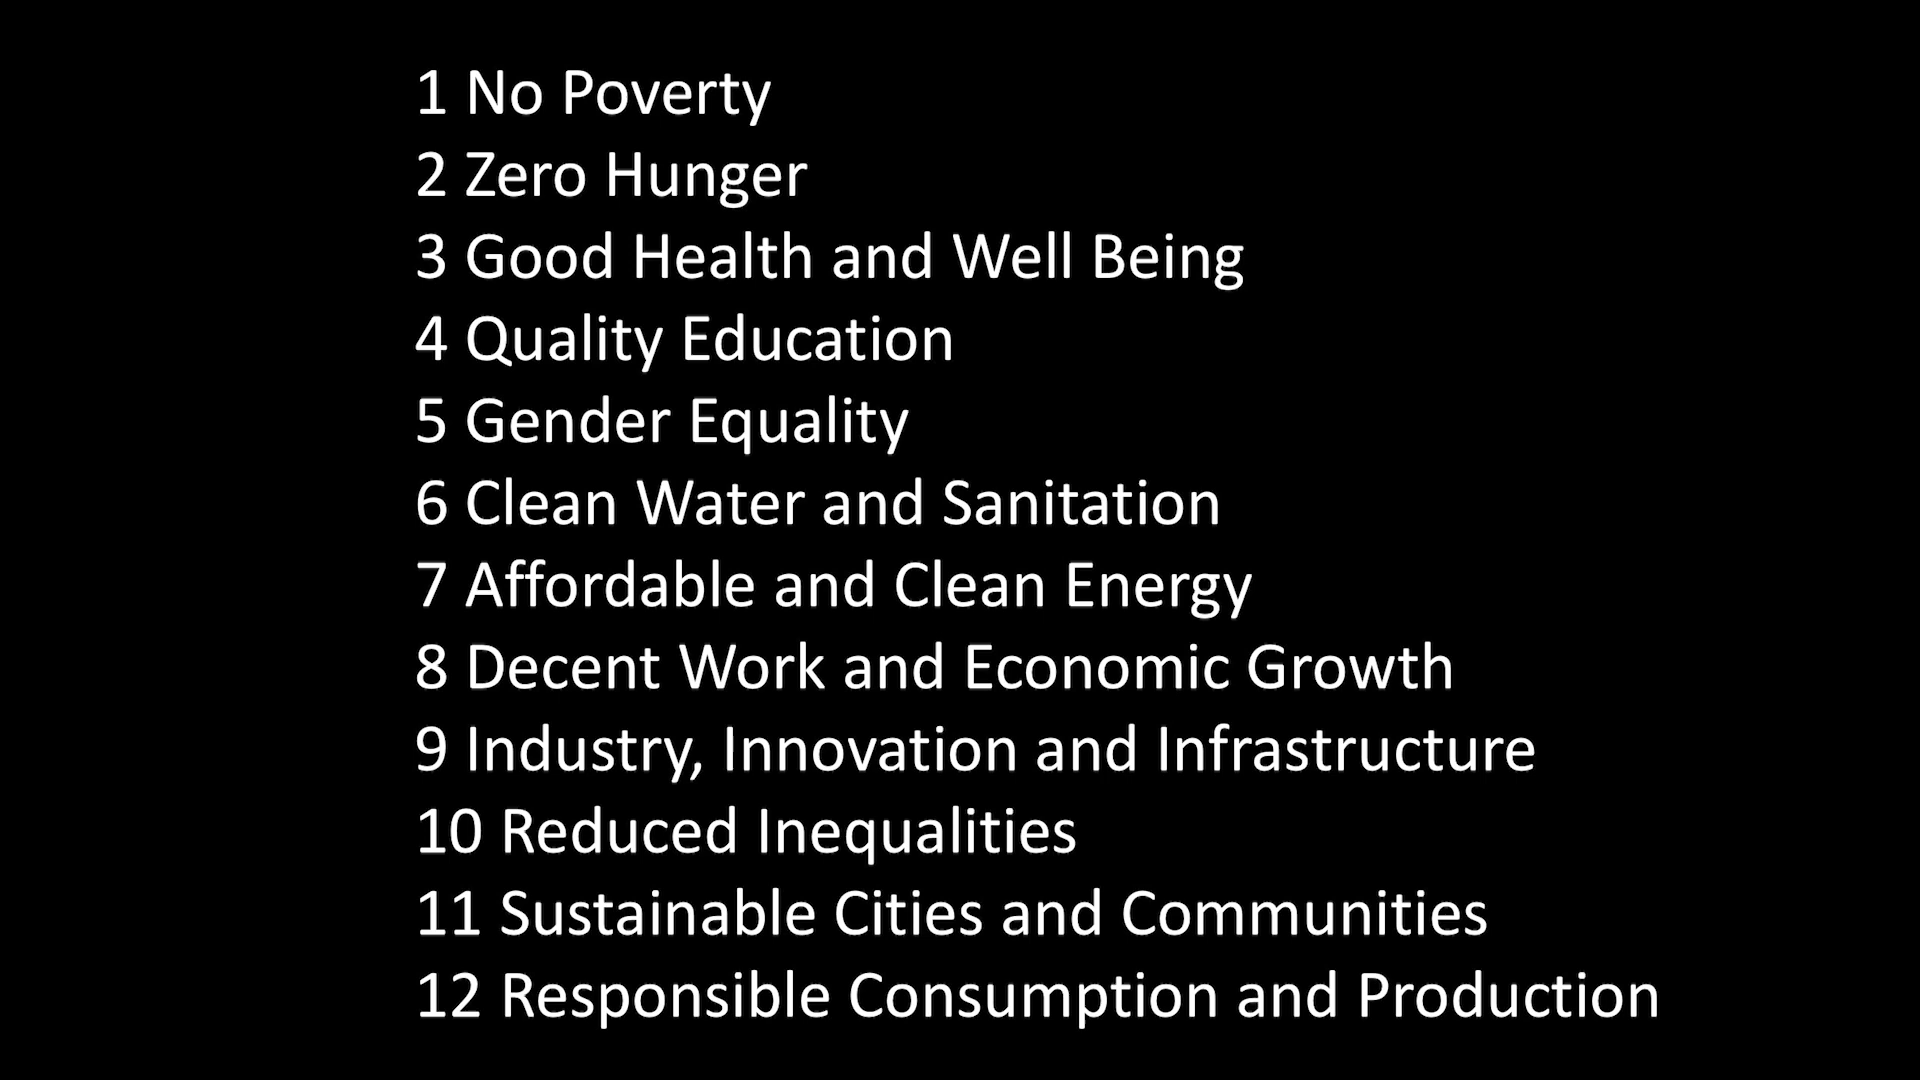 1 No Poverty
2 Zero Hunger
3 Good Health and Well Being
4 Quality Education
5 Gender Equality
6 Clean Water and Sanitation
7 Affordable and Clean Energy
8 Decent Work and Economic Growth
9 Industry, Innovation and Infrastructure
10 Reduced Inequalities
11 Sustainable Cities and Communities
12 Responsible Consumption and Production